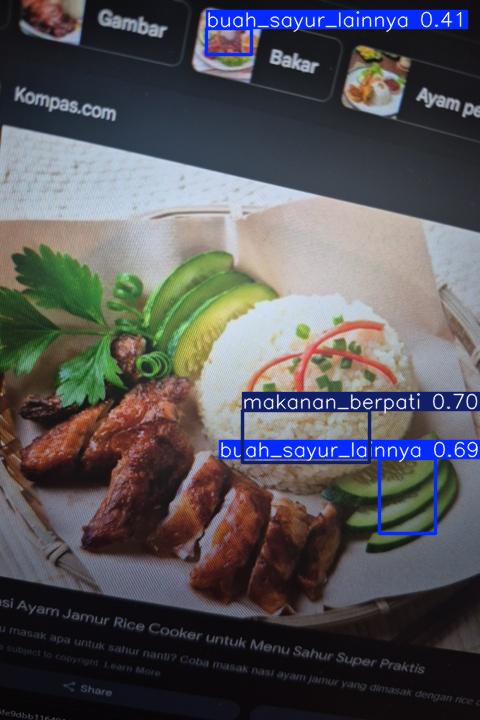 buah_sayur_lainnya 0.41
Gambar
Bakar
Ayam pe
Kompas.com
makanan_berpati 0.70
buah_sayur_lainnya 0.69
si Ayam Jamur Rice Cooker untuk Menu Sahur Super Praktis
u masak apa untuk sahur nanti? Coba masak nasi ayam jamur yang dimasak dengan rice
subject to copyright. Learn More
Share